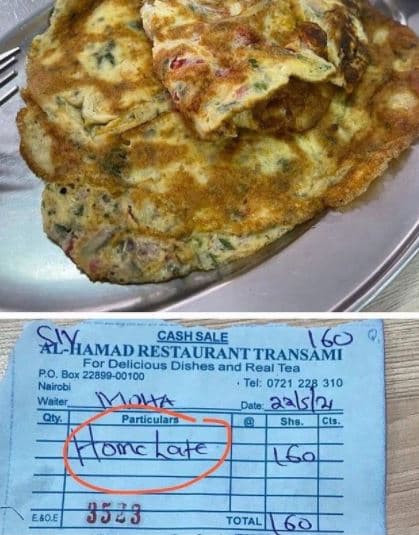 SIV CASH SALE 160
AL-HAMAD RESTAURANT TRANSAMI
For Delicious Dishes and Real Tea
P.O. Box 22899-00100
Nairobi
Tel: 0721 228 310
Waiter MOHA Date: 22/5/21
Qty. Particulars @ Shs. Cts.
Homelate 160
E.&O.E 3523 TOTAL 160